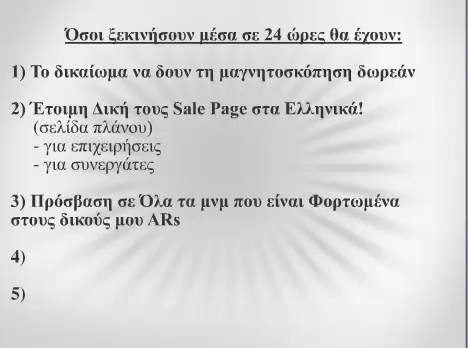 Όσοι ξεκινήσουν μέσα σε 24 ώρες θα έχουν:
1) Το δικαίωμα να δουν τη μαγνητοσκόπηση δωρεάν
2) Έτοιμη Δική τους Sale Page στα Ελληνικά!
(σελίδα πλάνου)
- για επιχειρήσεις
- για συνεργάτες
3) Πρόσβαση σε Όλα τα μνμ που είναι Φορτωμένα
στους δικούς μου ARs
4)
5)